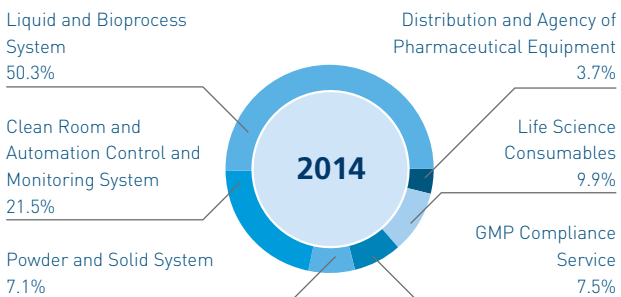 Liquid and Bioprocess
System
50.3%
Clean Room and
Automation Control and
Monitoring System
21.5%
Powder and Solid System
7.1%
2014
Distribution and Agency of
Pharmaceutical Equipment
3.7%
Life Science
Consumables
9.9%
GMP Compliance
Service
7.5%